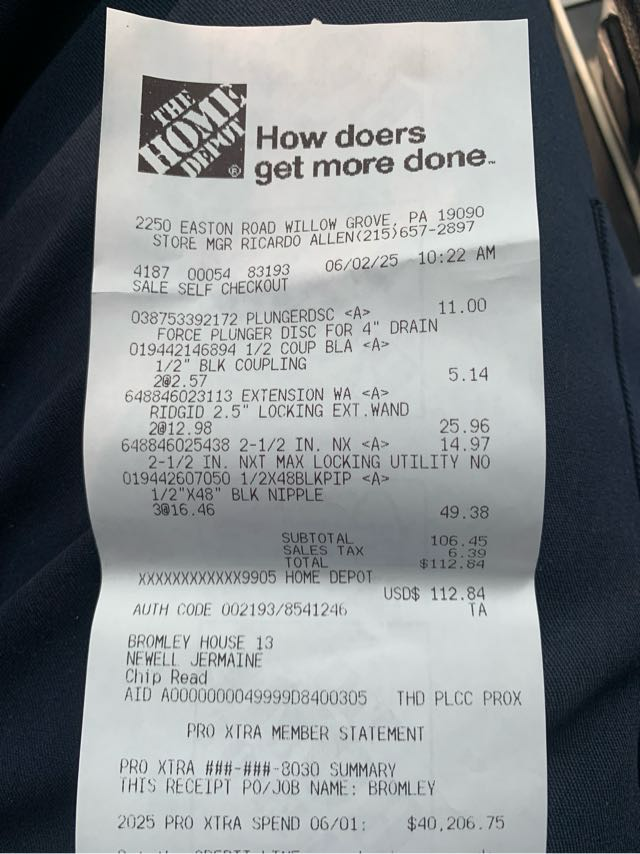 THE
HOME
DEPOT
®
How doers
get more done™
2250 EASTON ROAD WILLOW GROVE, PA 19090
STORE MGR RICARDO ALLEN(215)657-2897
4187 00054 83193 06/02/25 10:22 AM
SALE SELF CHECKOUT
038753392172 PLUNGERDSC <A> 11.00
FORCE PLUNGER DISC FOR 4" DRAIN
019442146894 1/2 COUP BLA <A>
1/2" BLK COUPLING
2@2.57 5.14
648846023113 EXTENSION WA <A>
RIDGID 2.5" LOCKING EXT.WAND
2@12.98 25.96
648846025438 2-1/2 IN. NX <A> 14.97
2-1/2 IN. NXT MAX LOCKING UTILITY NO
019442607050 1/2X48BLKPIP <A>
1/2"X48" BLK NIPPLE
3@16.46 49.38
SUBTOTAL 106.45
SALES TAX 6.39
TOTAL $112.84
XXXXXXXXXXXX9905 HOME DEPOT
USD$ 112.84
AUTH CODE 002193/8541246 TA
BROMLEY HOUSE 13
NEWELL JERMAINE
Chip Read
AID A0000000049999D8400305 THD PLCC PROX
PRO XTRA MEMBER STATEMENT
PRO XTRA ###-###-8030 SUMMARY
THIS RECEIPT PO/JOB NAME: BROMLEY
2025 PRO XTRA SPEND 06/01: $40,206.75